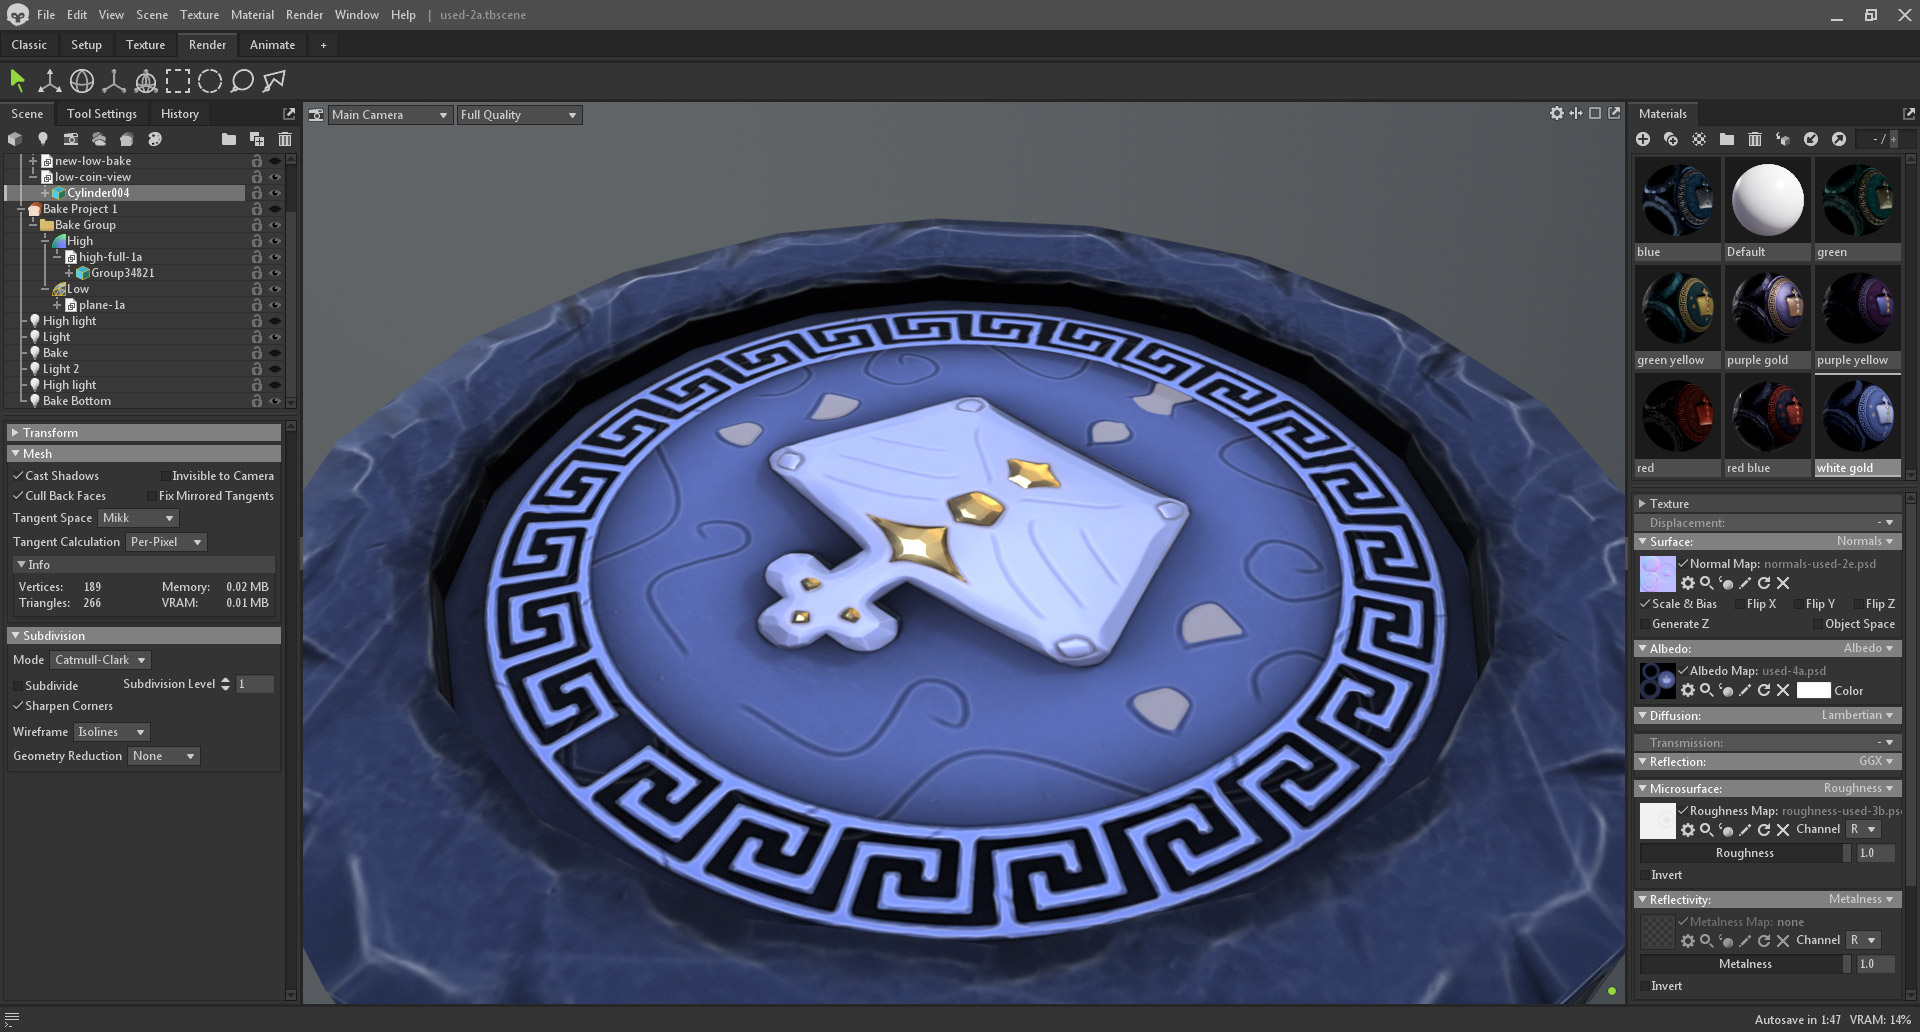 File Edit View Scene Texture Material Render Window Help | used-2a.tbscene
Classic Setup Texture Render Animate +
Scene Tool Settings History
Main Camera Full Quality
Materials
- / +
new-low-bake
low-coin-view
Cylinder004
Bake Project 1
Bake Group
High
high-full-1a
Group34821
Low
plane-1a
High light
Light
Bake
Light 2
High light
Bake Bottom
Transform
Mesh
Cast Shadows Invisible to Camera
Cull Back Faces Fix Mirrored Tangents
Tangent Space Mikk
Tangent Calculation Per-Pixel
Info
Vertices: 189 Memory: 0.02 MB
Triangles: 266 VRAM: 0.01 MB
Subdivision
Mode Catmull-Clark
Subdivide Subdivision Level 1
Sharpen Corners
Wireframe Isolines
Geometry Reduction None
blue Default green
green yellow purple gold purple yellow
red red blue white gold
Texture
Displacement: -
Surface: Normals
Normal Map: normals-used-2e.psd
Scale & Bias Flip X Flip Y Flip Z
Generate Z Object Space
Albedo: Albedo
Albedo Map: used-4a.psd
Color
Diffusion: Lambertian
Transmission: -
Reflection: GGX
Microsurface: Roughness
Roughness Map: roughness-used-3b.ps
Channel R
Roughness 1.0
Invert
Reflectivity: Metalness
Metalness Map: none
Channel R
Metalness 1.0
Invert
Autosave in 1:47 VRAM: 14%